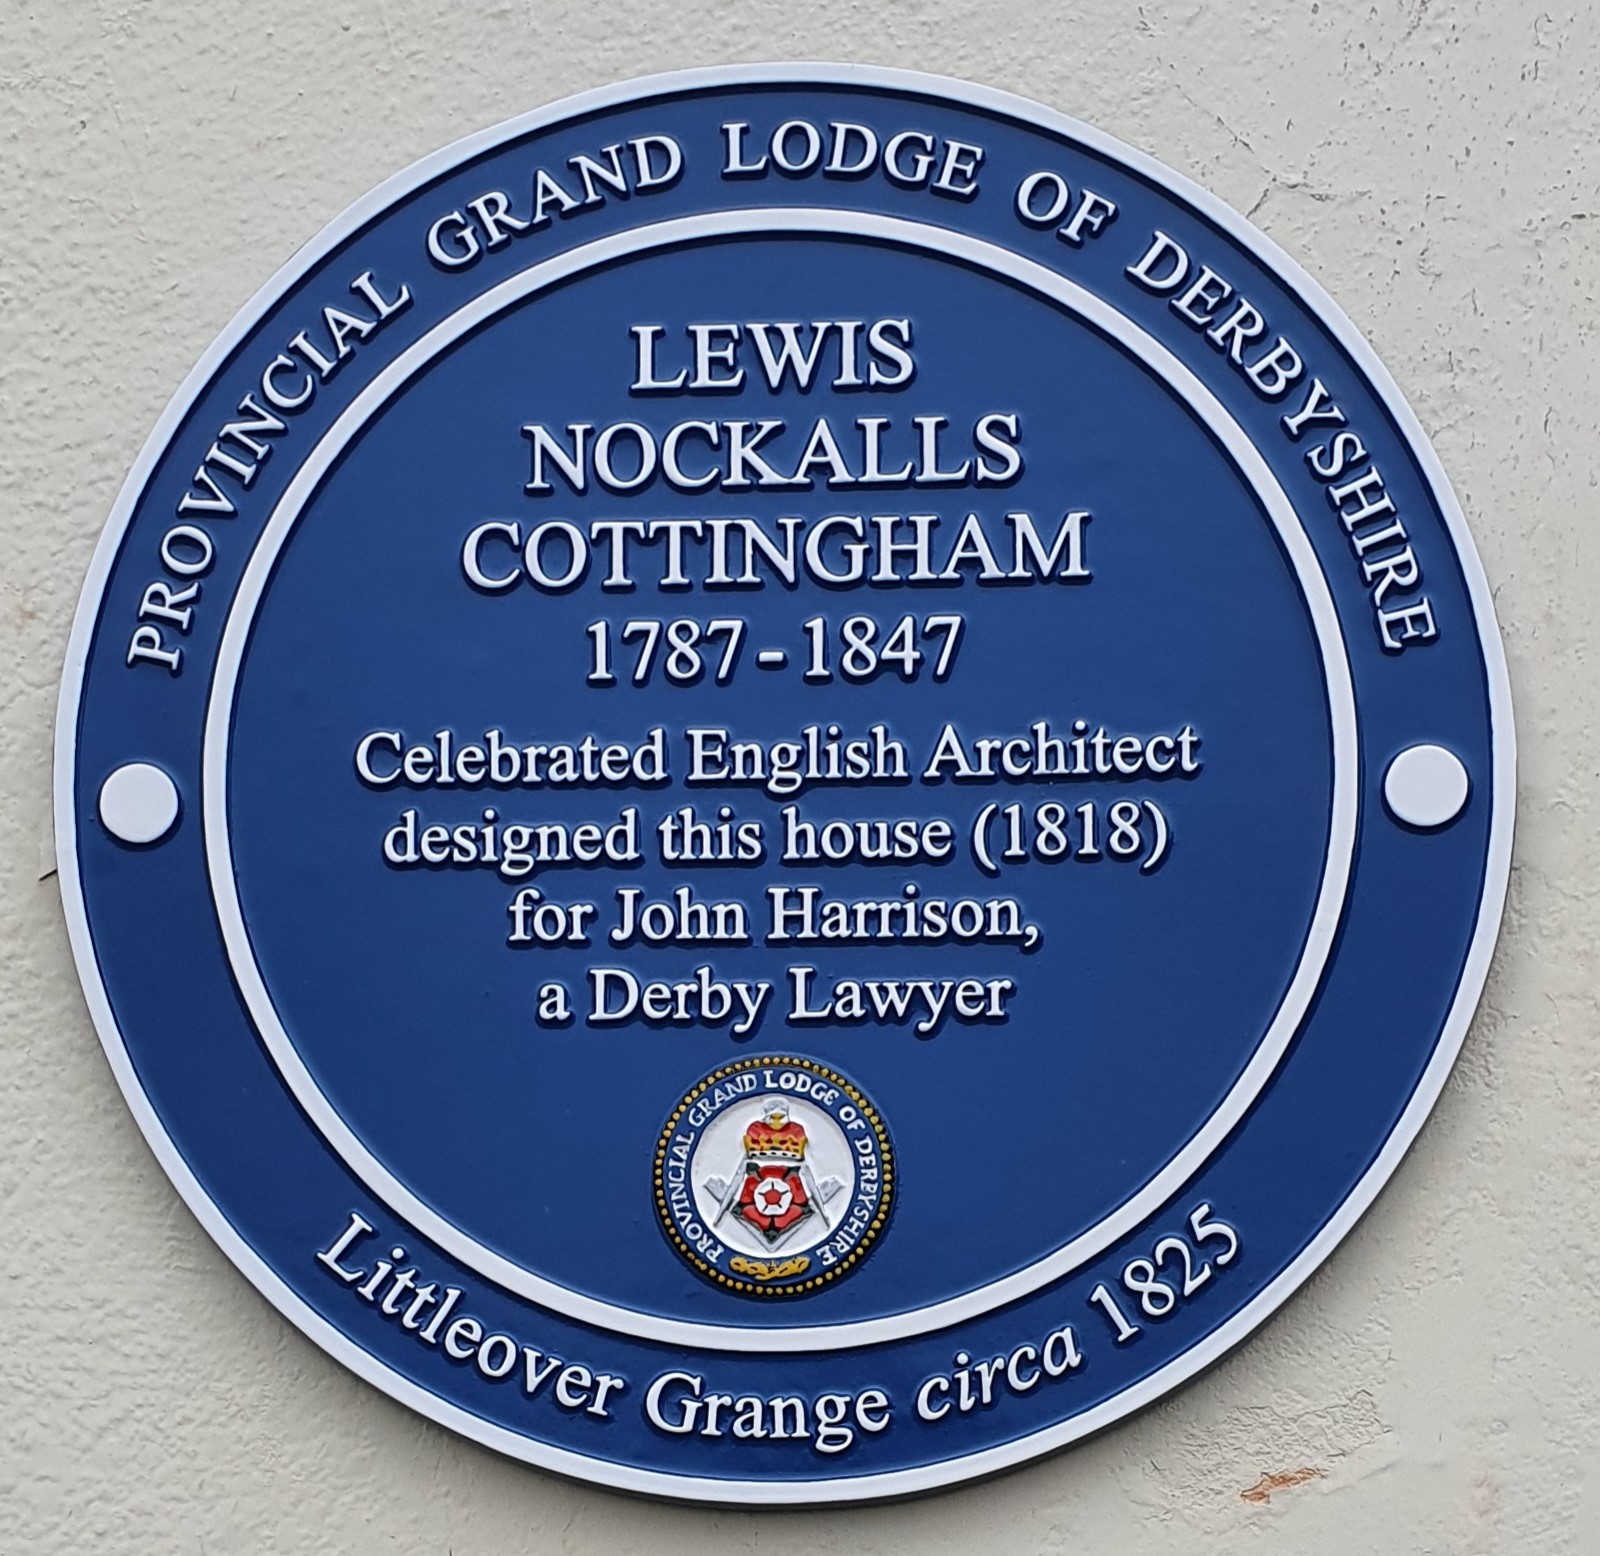 PROVINCIAL GRAND LODGE OF DERBYSHIRE
LEWIS
NOCKALLS
COTTINGHAM
1787 - 1847
Celebrated English Architect
designed this house (1818)
for John Harrison,
a Derby Lawyer
PROVINCIAL GRAND LODGE OF DERBYSHIRE
Littleover Grange circa 1825